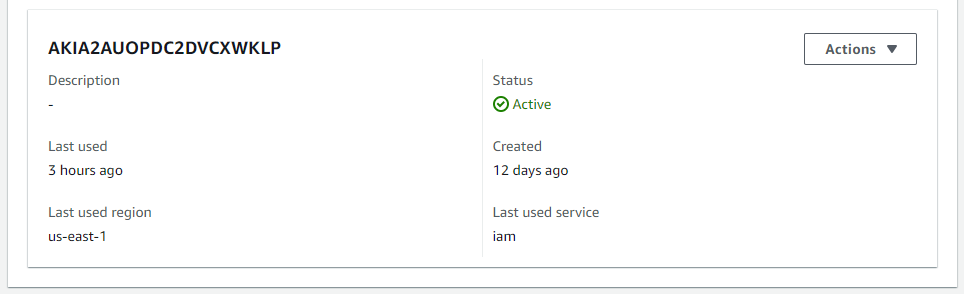 AKIA2AUOPDC2DVCXWKLP
Actions
Description
Status
-
Active
Last used
Created
3 hours ago
12 days ago
Last used region
Last used service
us-east-1
iam